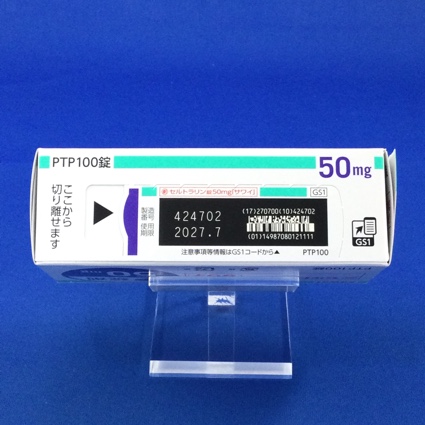 PTP100錠
50mg
ここから
切り離せます
セルトラリン錠50mg「サワイ」
GS1
製造
番号
424702
使用
期限
2027.7
(17)270700(10)424702
(01)14987080121111
GS1
注意事項等情報はGS1コードから▲
PTP100